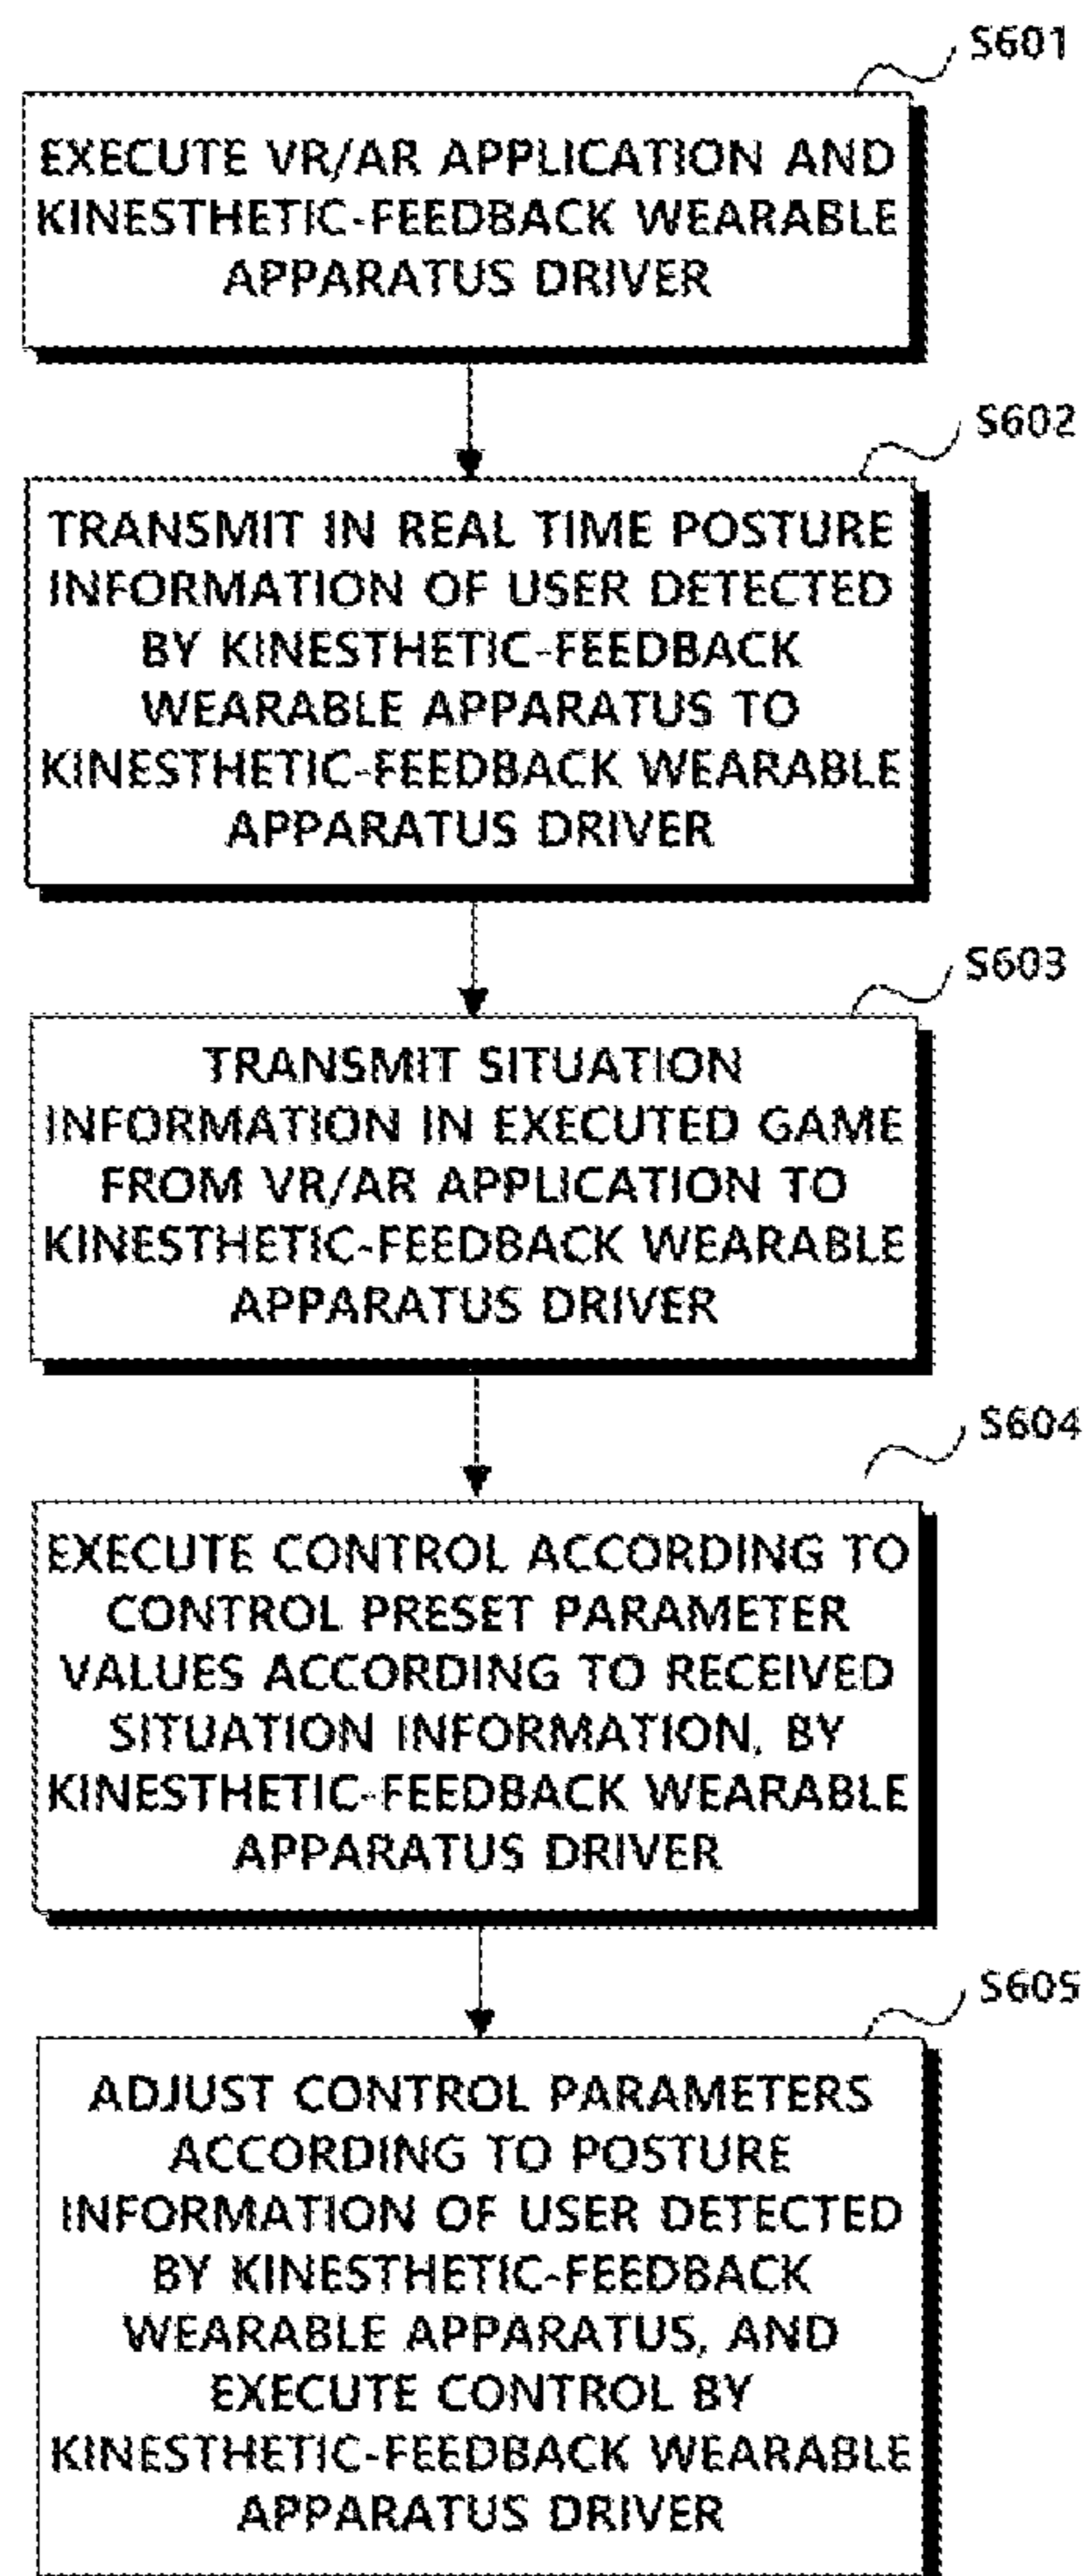 S601
EXECUTE VR/AR APPLICATION AND
KINESTHETIC-FEEDBACK WEARABLE
APPARATUS DRIVER
S602
TRANSMIT IN REAL TIME POSTURE
INFORMATION OF USER DETECTED
BY KINESTHETIC-FEEDBACK
WEARABLE APPARATUS TO
KINESTHETIC-FEEDBACK WEARABLE
APPARATUS DRIVER
S603
TRANSMIT SITUATION
INFORMATION IN EXECUTED GAME
FROM VR/AR APPLICATION TO
KINESTHETIC-FEEDBACK WEARABLE
APPARATUS DRIVER
S604
EXECUTE CONTROL ACCORDING TO
CONTROL PRESET PARAMETER
VALUES ACCORDING TO RECEIVED
SITUATION INFORMATION, BY
KINESTHETIC-FEEDBACK WEARABLE
APPARATUS DRIVER
S605
ADJUST CONTROL PARAMETERS
ACCORDING TO POSTURE
INFORMATION OF USER DETECTED
BY KINESTHETIC-FEEDBACK
WEARABLE APPARATUS, AND
EXECUTE CONTROL BY
KINESTHETIC-FEEDBACK WEARABLE
APPARATUS DRIVER